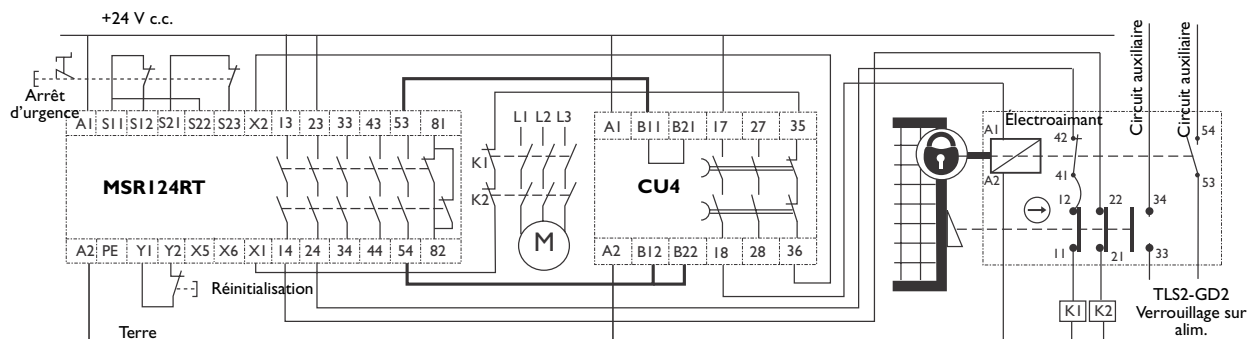 +24 V c.c.
Arrêt
d'urgence
A1 S11 S12 S21 S22 S23 X2 13 23 33 43 53 81
MSR124RT
A2 PE Y1 Y2 X5 X6 X1 14 24 34 44 54 82
Réinitialisation
Terre
L1 L2 L3
K1
K2
M
A1 B11 B21 17 27 35
CU4
A2 B12 B22 18 28 36
Circuit auxiliaire
Circuit auxiliaire
Électroaimant
A1
A2
42
41
54
53
12 22 34
11 21 33
K1 K2
TLS2-GD2
Verrouillage sur
alim.